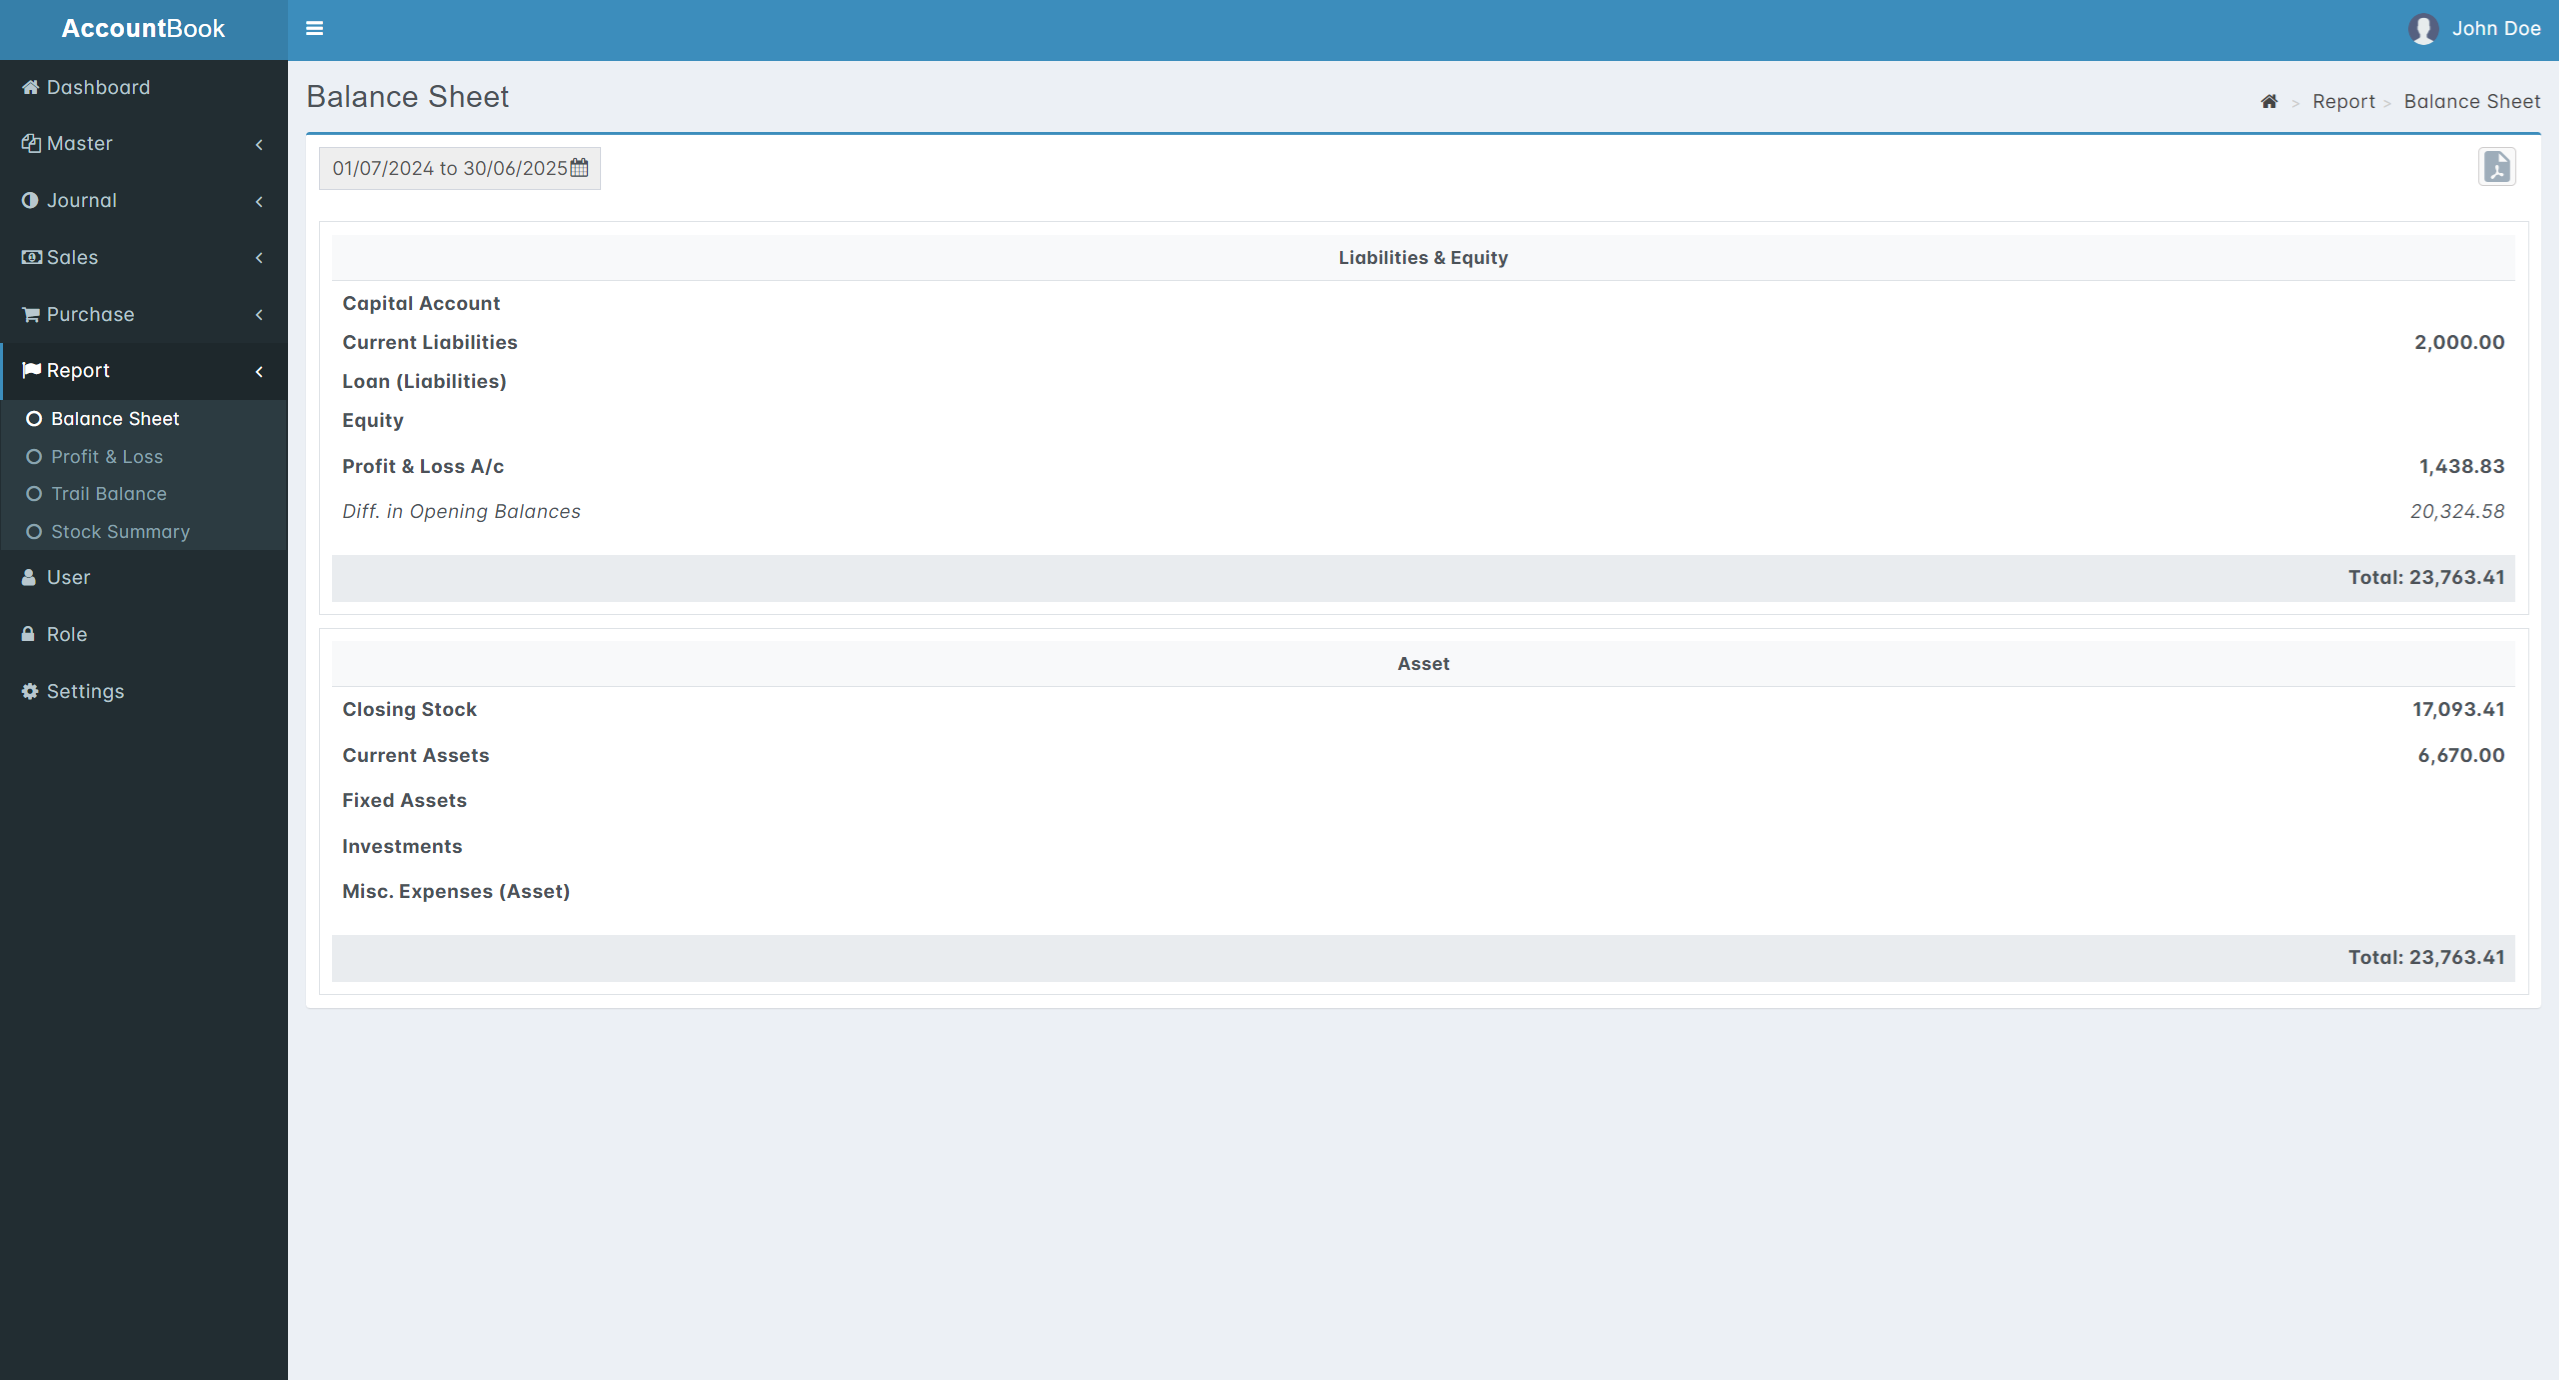 AccountBook
John Doe
Dashboard
Master
Journal
Sales
Purchase
Report
Balance Sheet
Profit & Loss
Trail Balance
Stock Summary
User
Role
Settings
Balance Sheet
> Report > Balance Sheet
01/07/2024 to 30/06/2025
Liabilities & Equity
Capital Account
Current Liabilities 2,000.00
Loan (Liabilities)
Equity
Profit & Loss A/c 1,438.83
Diff. in Opening Balances 20,324.58
Total: 23,763.41
Asset
Closing Stock 17,093.41
Current Assets 6,670.00
Fixed Assets
Investments
Misc. Expenses (Asset)
Total: 23,763.41